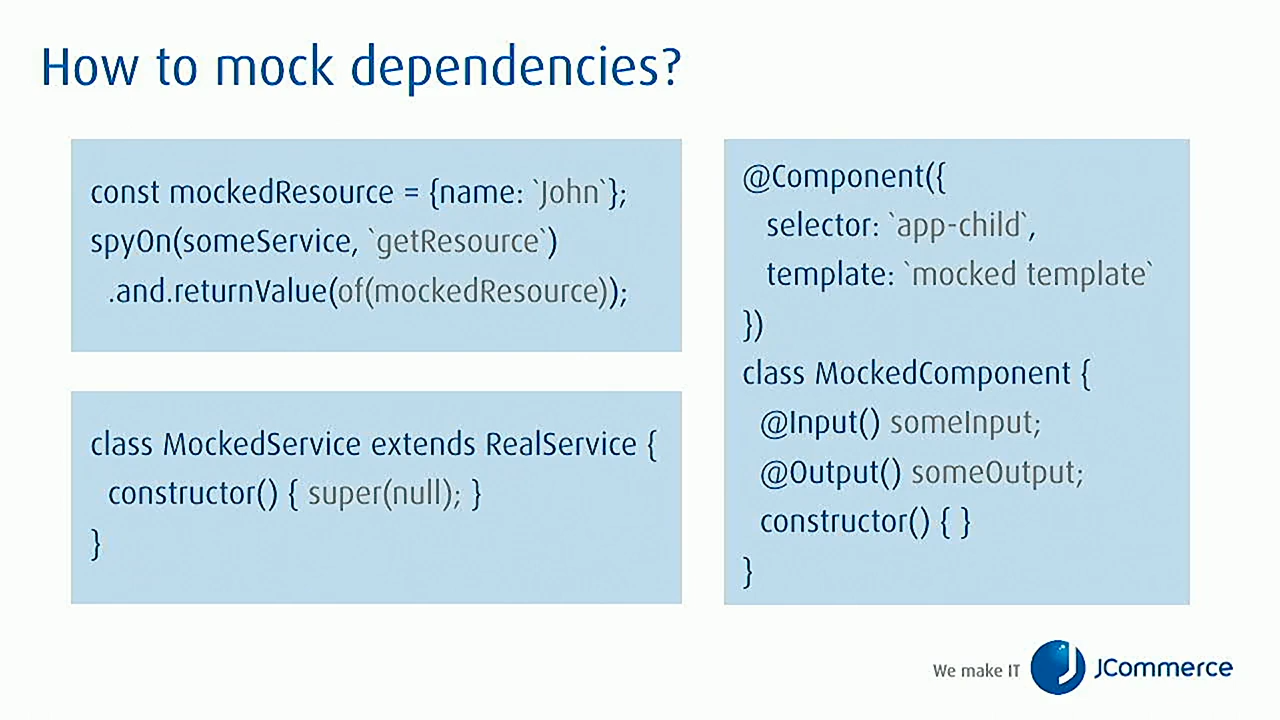 How to mock dependencies?
const mockedResource = {name: `John`};
spyOn(someService, `getResource`)
.and.returnValue(of(mockedResource));
class MockedService extends RealService {
constructor() { super(null); }
}
@Component({
selector: `app-child`,
template: `mocked template`
})
class MockedComponent {
@Input() someInput;
@Output() someOutput;
constructor() { }
}
We make IT JCommerce